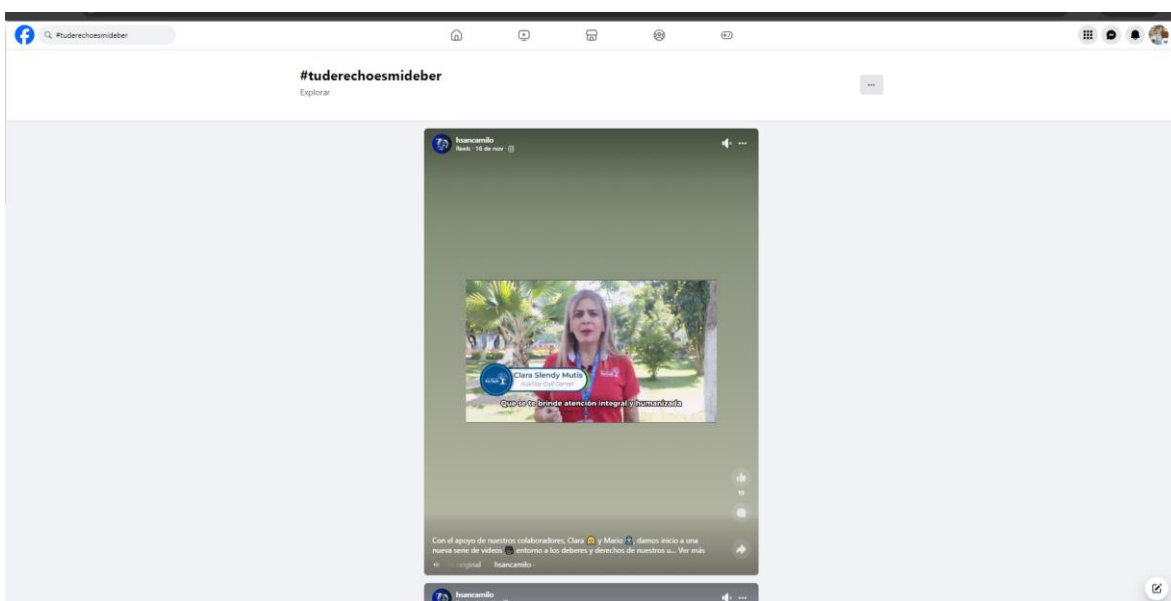 #tuderechoesmideber
#tuderechoesmideber
Explorar
hsancamilo
Reels · 16 de nov ·
Clara Slendy Mutis
Auxiliar Call Center
Que se te brinde atención integral y humanizada
Con el apoyo de nuestros colaboradores, Clara y Mario, damos inicio a una
nueva serie de videos entorno a los deberes y derechos de nuestros u... Ver más
original hsancamilo ·
hsancamilo